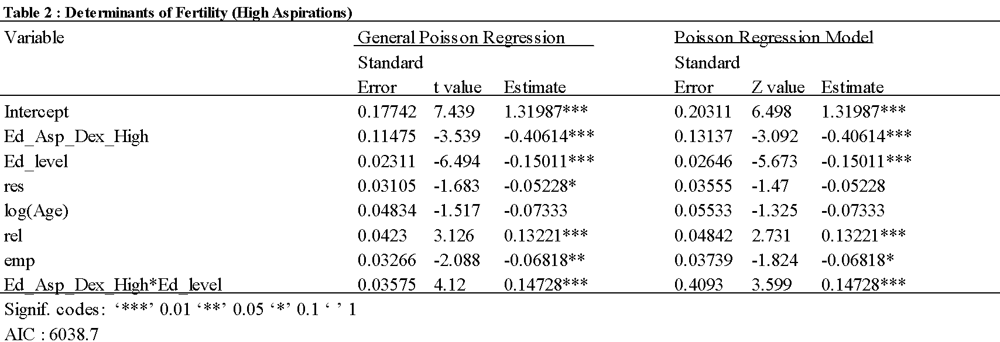 Table 2 : Determinants of Fertility (High Aspirations)
Variable General Poisson Regression Poisson Regression Model
Standard Standard
Error t value Estimate Error Z value Estimate
Intercept 0.17742 7.439 1.31987*** 0.20311 6.498 1.31987***
Ed_Asp_Dex_High 0.11475 -3.539 -0.40614*** 0.13137 -3.092 -0.40614***
Ed_level 0.02311 -6.494 -0.15011*** 0.02646 -5.673 -0.15011***
res 0.03105 -1.683 -0.05228* 0.03555 -1.47 -0.05228
log(Age) 0.04834 -1.517 -0.07333 0.05533 -1.325 -0.07333
rel 0.0423 3.126 0.13221*** 0.04842 2.731 0.13221***
emp 0.03266 -2.088 -0.06818** 0.03739 -1.824 -0.06818*
Ed_Asp_Dex_High*Ed_level 0.03575 4.12 0.14728*** 0.4093 3.599 0.14728***
Signif. codes: ‘***’ 0.01 ‘**’ 0.05 ‘*’ 0.1 ‘ ’ 1
AIC : 6038.7